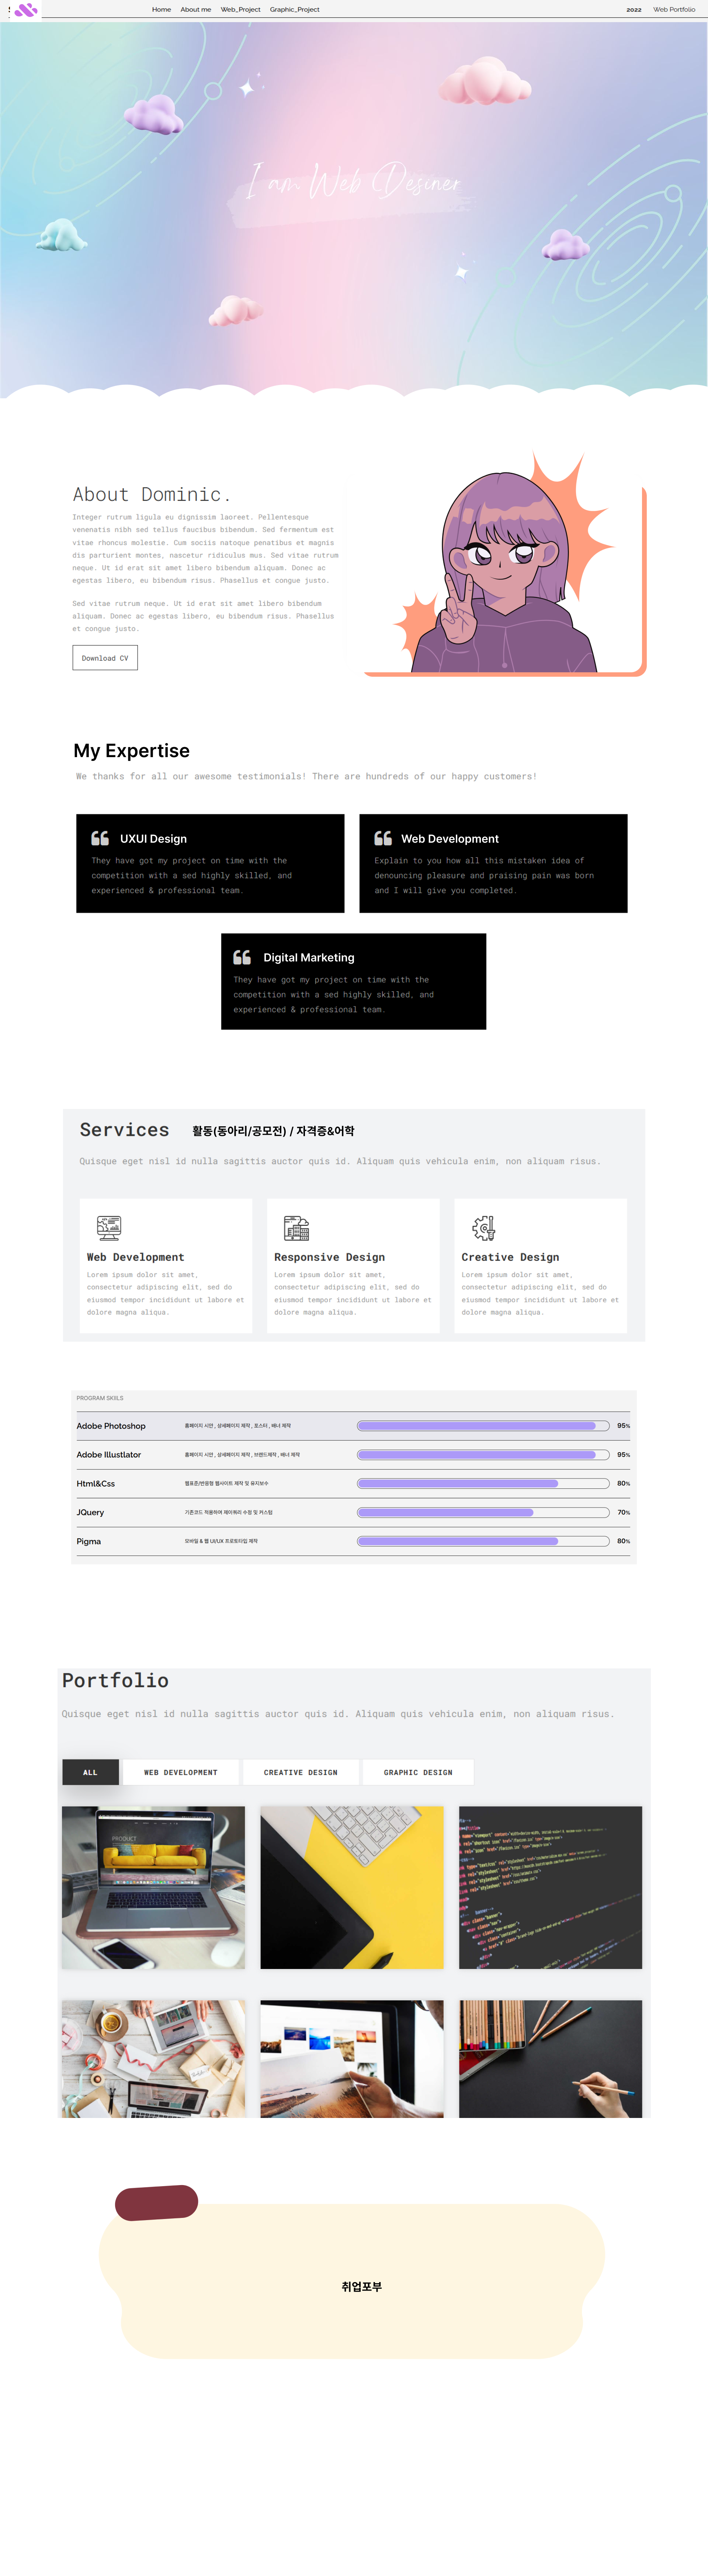 Home About me Web_Project Graphic_Project 2022 Web Portfolio
I am Web Desiner
About Dominic.
Integer rutrum ligula eu dignissim laoreet. Pellentesque
venenatis nibh sed tellus faucibus bibendum. Sed fermentum est
vitae rhoncus molestie. Cum sociis natoque penatibus et magnis
dis parturient montes, nascetur ridiculus mus. Sed vitae rutrum
neque. Ut id erat sit amet libero bibendum aliquam. Donec ac
egestas libero, eu bibendum risus. Phasellus et congue justo.
Sed vitae rutrum neque. Ut id erat sit amet libero bibendum
aliquam. Donec ac egestas libero, eu bibendum risus. Phasellus
et congue justo.
Download CV
My Expertise
We thanks for all our awesome testimonials! There are hundreds of our happy customers!
UXUI Design
They have got my project on time with the
competition with a sed highly skilled, and
experienced & professional team.
Web Development
Explain to you how all this mistaken idea of
denouncing pleasure and praising pain was born
and I will give you completed.
Digital Marketing
They have got my project on time with the
competition with a sed highly skilled, and
experienced & professional team.
Services 활동(동아리/공모전) / 자격증&어학
Quisque eget nisl id nulla sagittis auctor quis id. Aliquam quis vehicula enim, non aliquam risus.
Web Development
Lorem ipsum dolor sit amet,
consectetur adipiscing elit, sed do
eiusmod tempor incididunt ut labore et
dolore magna aliqua.
Responsive Design
Lorem ipsum dolor sit amet,
consectetur adipiscing elit, sed do
eiusmod tempor incididunt ut labore et
dolore magna aliqua.
Creative Design
Lorem ipsum dolor sit amet,
consectetur adipiscing elit, sed do
eiusmod tempor incididunt ut labore et
dolore magna aliqua.
PROGRAM SKIILS
Adobe Photoshop 홈페이지 시안 , 상세페이지 제작 , 포스터 , 배너 제작 95%
Adobe Illustlator 홈페이지 시안 , 상세페이지 제작 , 브랜드제작 , 배너 제작 95%
Html&Css 웹표준/반응형 웹사이트 제작 및 유지보수 80%
JQuery 기존코드 적용하여 제이쿼리 수정 및 커스텀 70%
Pigma 모바일 & 웹 UI/UX 프로토타입 제작 80%
Portfolio
Quisque eget nisl id nulla sagittis auctor quis id. Aliquam quis vehicula enim, non aliquam risus.
ALL WEB DEVELOPMENT CREATIVE DESIGN GRAPHIC DESIGN
PRODUCT
취업포부